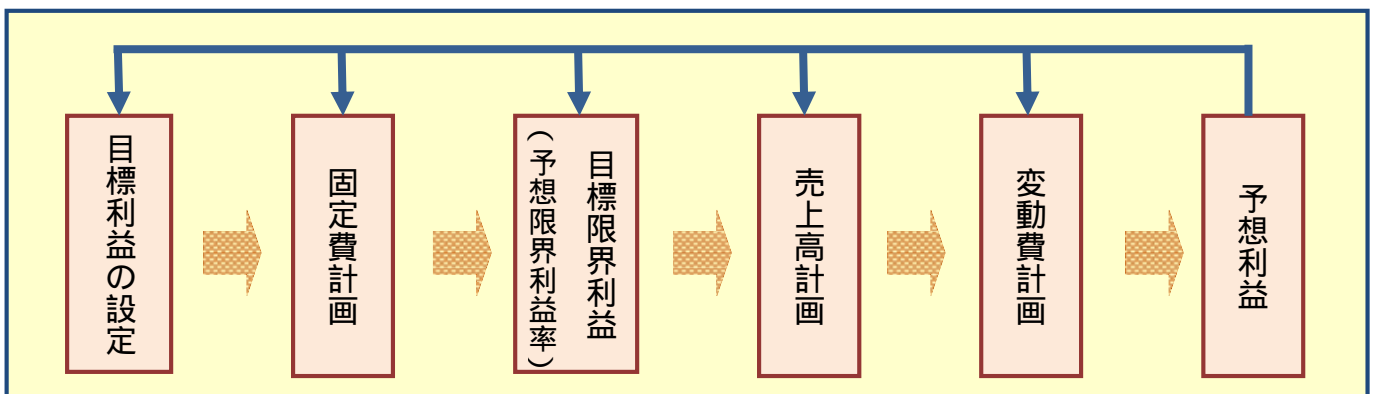 目標利益の設定
固定費計画
目標限界利益
(予想限界利益率)
売上高計画
変動費計画
予想利益